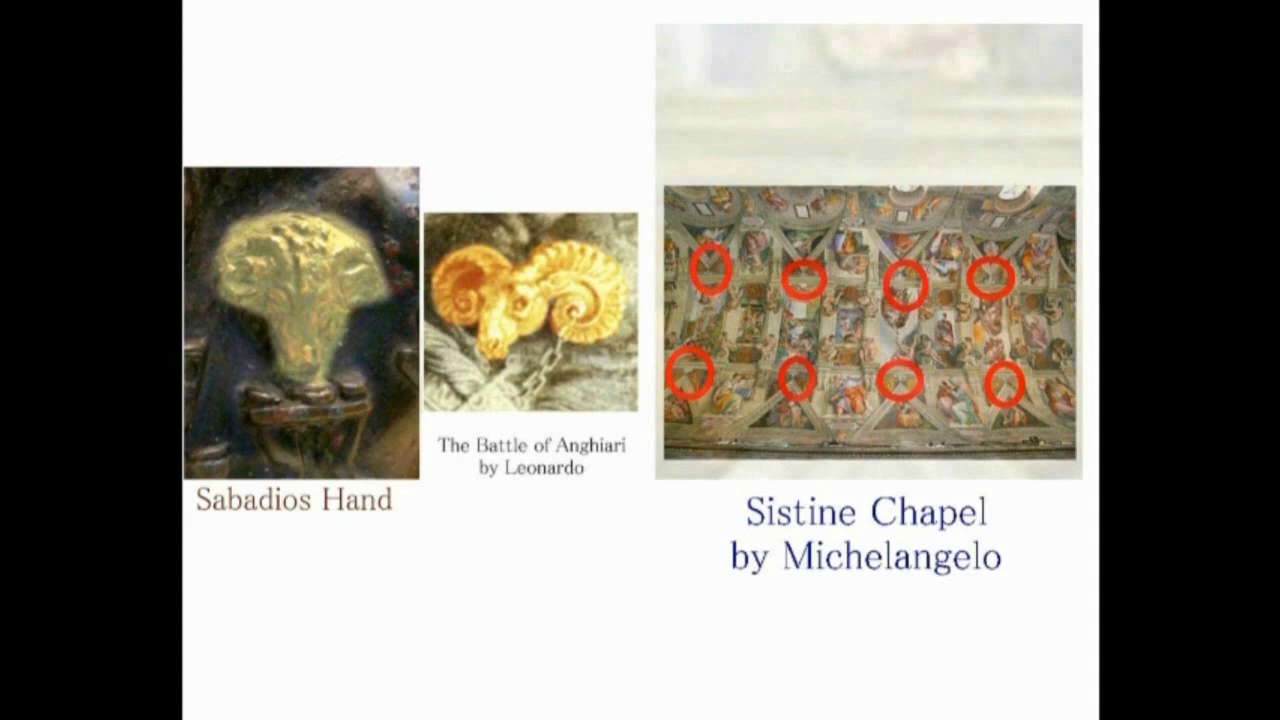 The Battle of Anghiari
by Leonardo
Sabadios Hand
Sistine Chapel
by Michelangelo